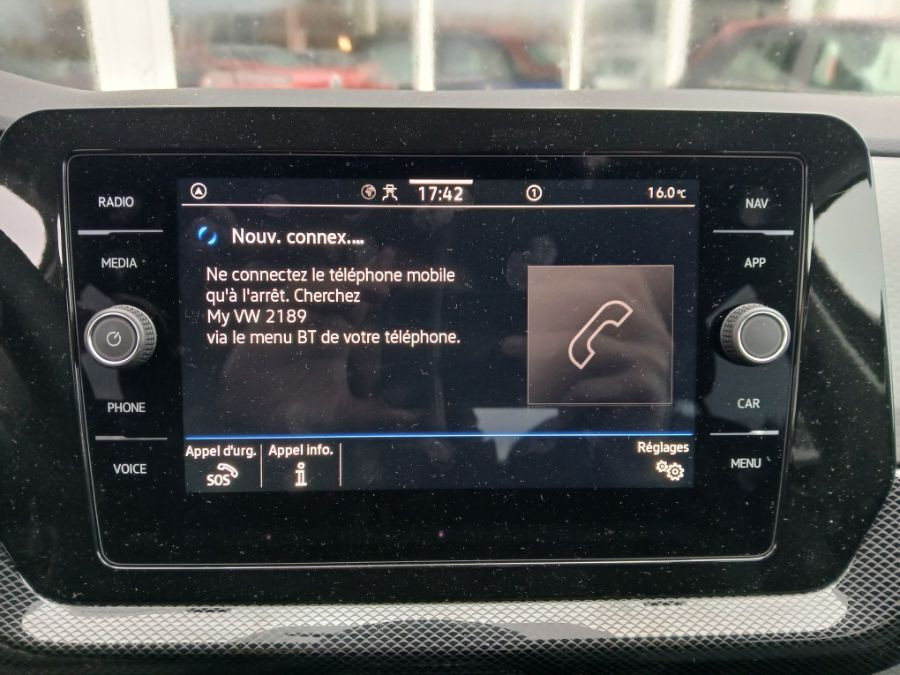 RADIO
MEDIA
PHONE
VOICE
NAV
APP
CAR
MENU
17:42
1
16.0°C
Nouv. connex....
Ne connectez le téléphone mobile
qu'à l'arrêt. Cherchez
My VW 2189
via le menu BT de votre téléphone.
Appel d'urg.
SOS
Appel info.
i
Réglages